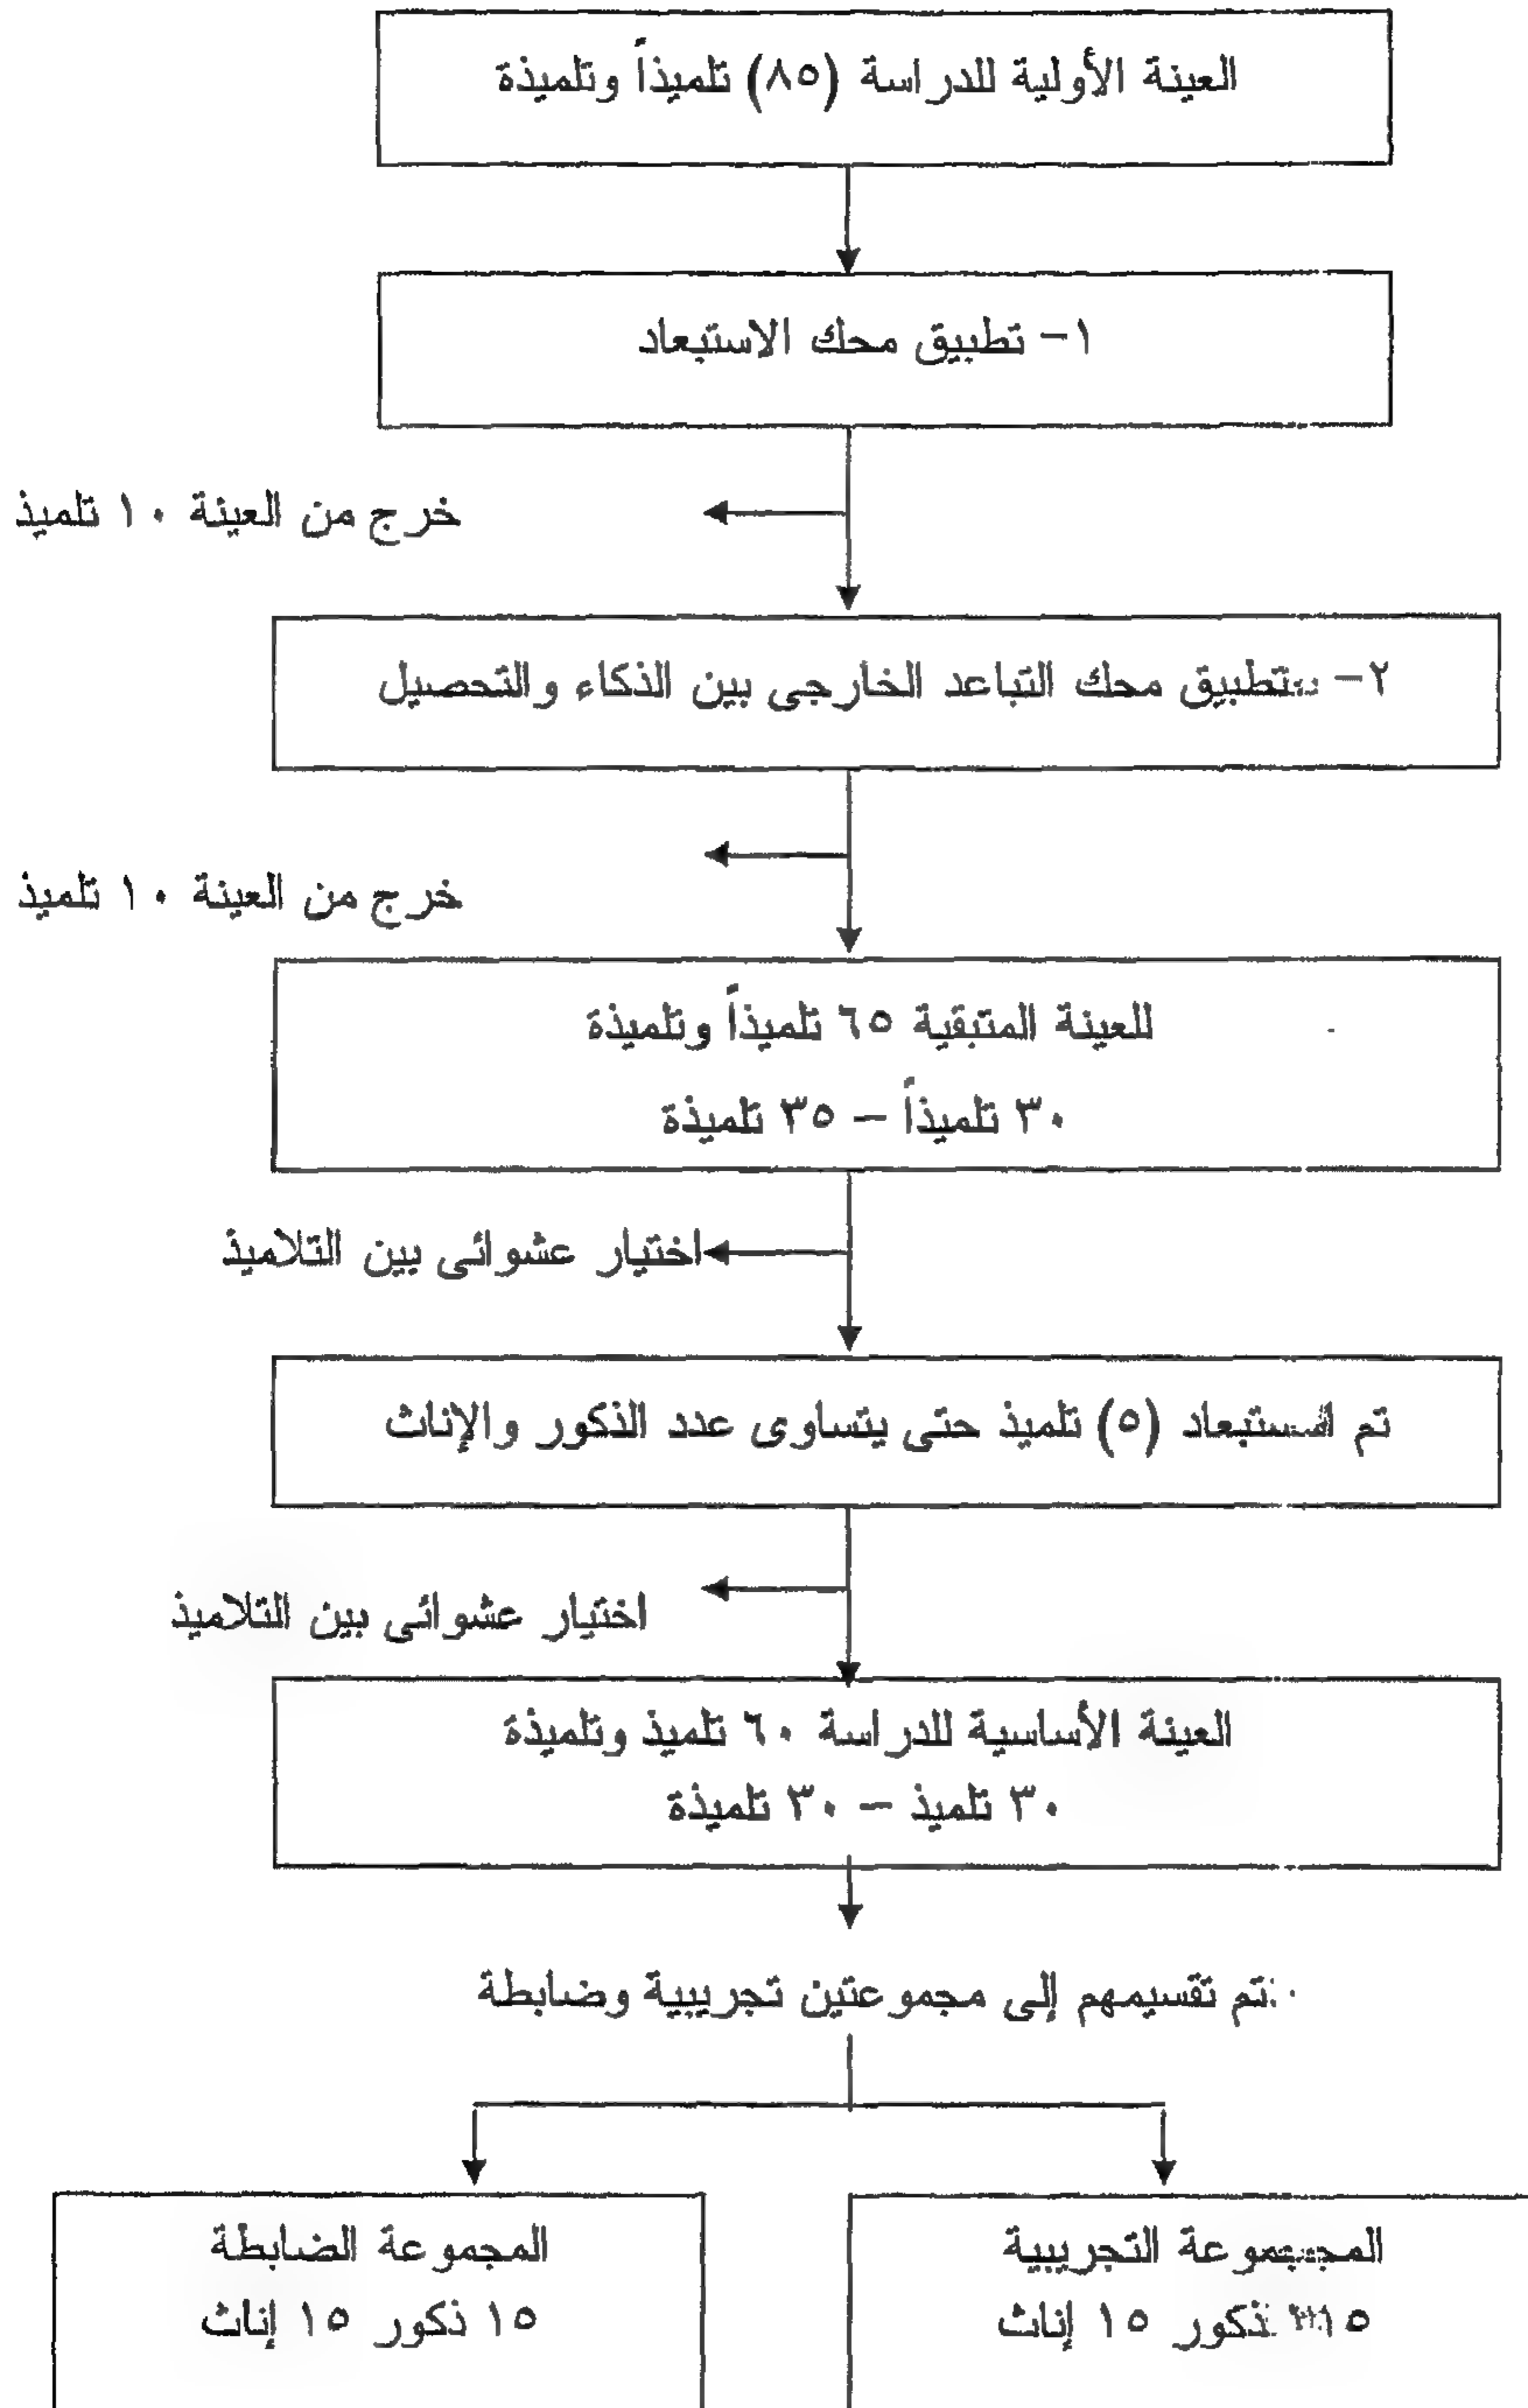 العينة الأولية للدراسة (٨٥) تلميذاً وتلميذة
١- تطبيق محك الاستبعاد
خرج من العينة ١٠ تلميذ
٢- تطبيق محك التباعد الخارجى بين الذكاء والتحصيل
خرج من العينة ١٠ تلميذ
للعينة المتبقية ٦٥ تلميذاً وتلميذة
٣٠ تلميذاً – ٣٥ تلميذة
اختيار عشوائى بين التلاميذ
تم استبعاد (٥) تلميذ حتى يتساوى عدد الذكور والإناث
اختيار عشوائى بين التلاميذ
العينة الأساسية للدراسة ٦٠ تلميذ وتلميذة
٣٠ تلميذ – ٣٠ تلميذة
تم تقسيمهم إلى مجموعتين تجريبية وضابطة
المجموعة التجريبية
١٥ ذكور ١٥ إناث
المجموعة الضابطة
١٥ ذكور ١٥ إناث